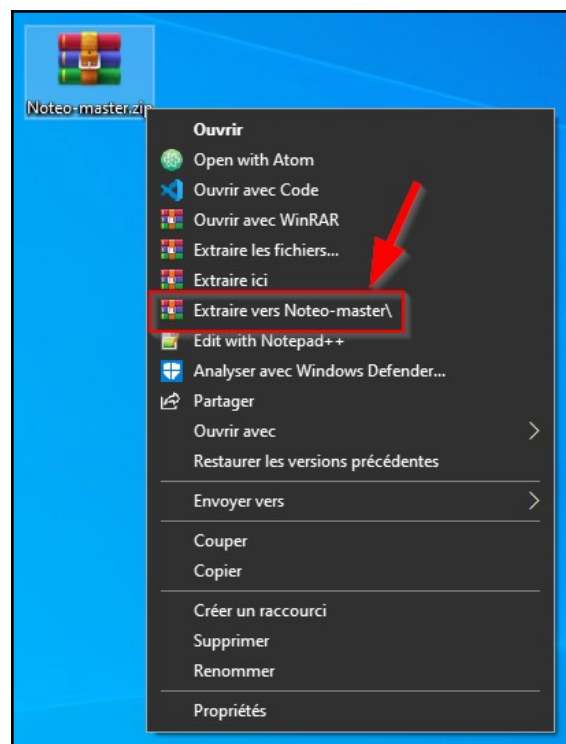 Noteo-master.zip
Ouvrir
Open with Atom
Ouvrir avec Code
Ouvrir avec WinRAR
Extraire les fichiers...
Extraire ici
Extraire vers Noteo-master\
Edit with Notepad++
Analyser avec Windows Defender...
Partager
Ouvrir avec
Restaurer les versions précédentes
Envoyer vers
Couper
Copier
Créer un raccourci
Supprimer
Renommer
Propriétés